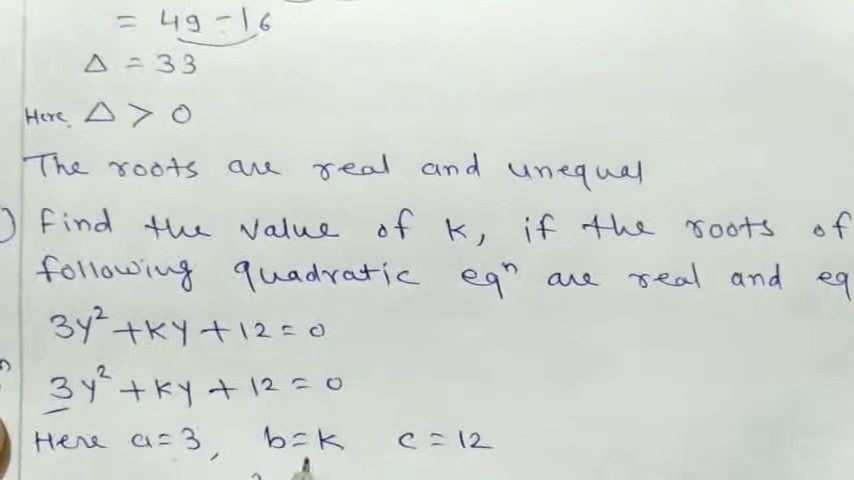 = 49 - 16
Δ = 33
Here Δ > 0
The roots are real and unequal
) Find the value of k, if the roots of
following quadratic eqⁿ are real and eq
3y² + ky + 12 = 0
3y² + ky + 12 = 0
Here a = 3, b = k c = 12